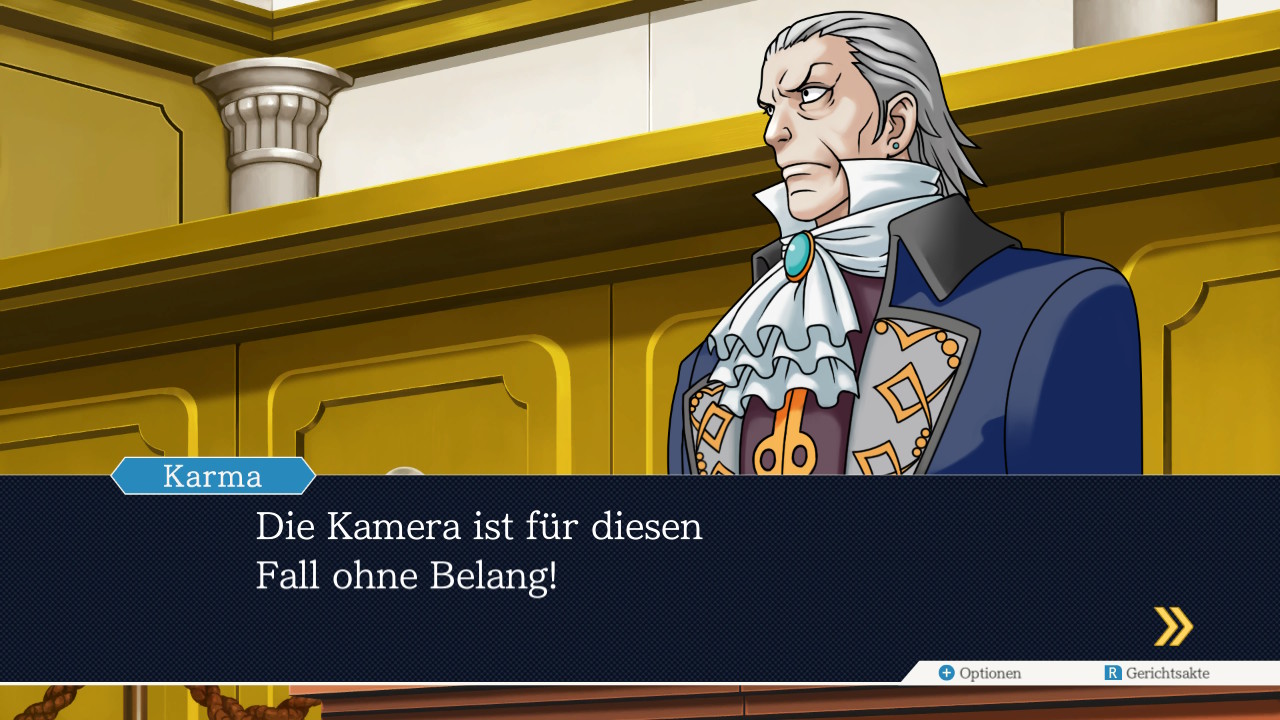 Karma
Die Kamera ist für diesen
Fall ohne Belang!
Optionen
R Gerichtsakte